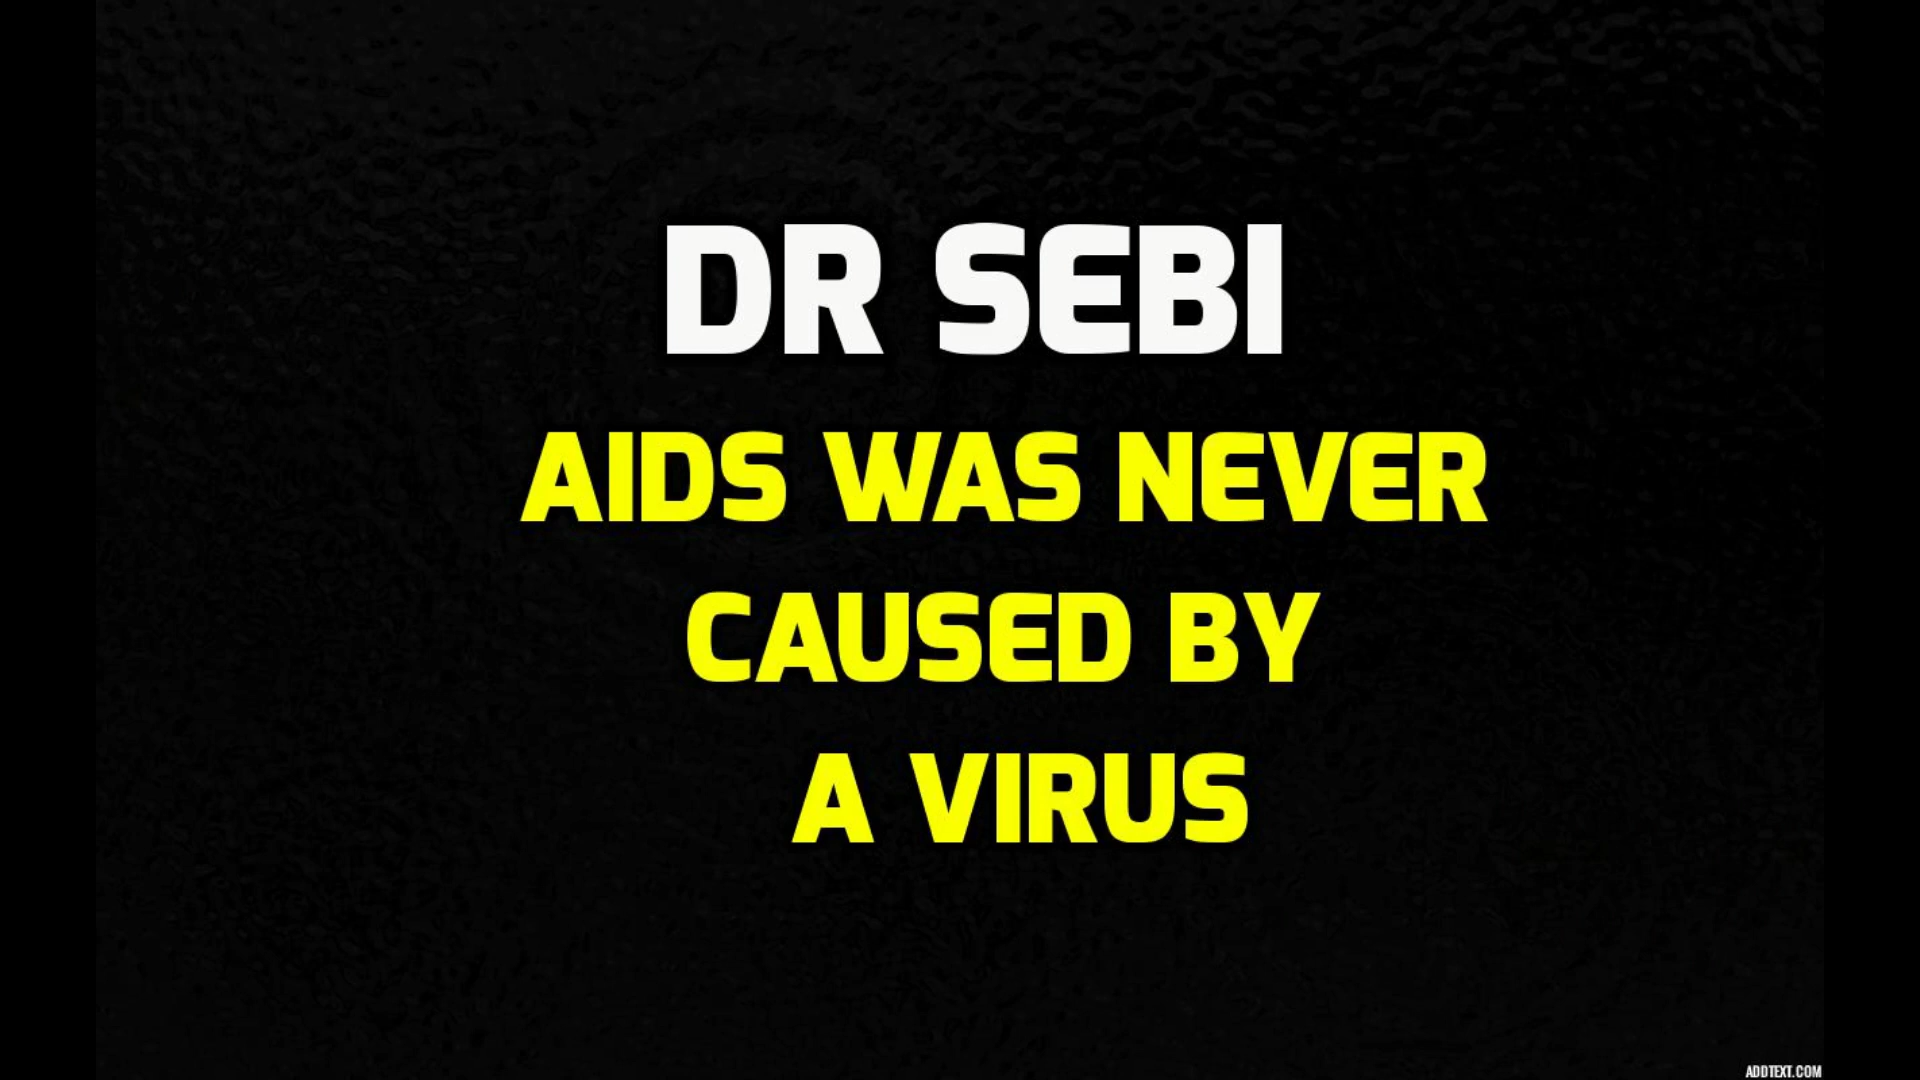 DR SEBI
AIDS WAS NEVER
CAUSED BY
A VIRUS
ADDTEXT.COM